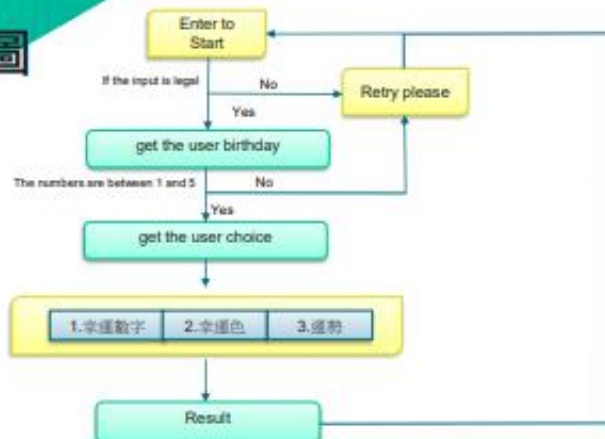 Enter to
Start
If the input is legal
No
Retry please
Yes
get the user birthday
The numbers are between 1 and 5
No
Yes
get the user choice
1.幸運數字
2.幸運色
3.運勢
Result